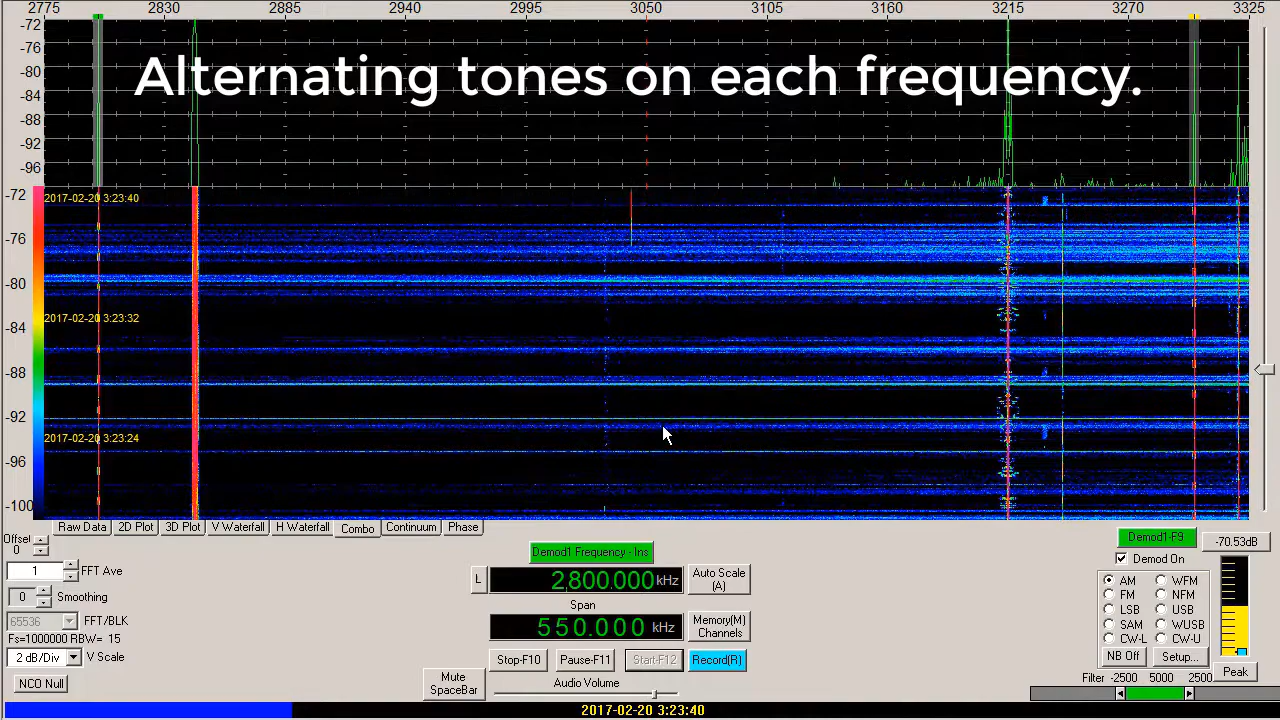 2775 2830 2885 2940 2995 3050 3105 3160 3215 3270 3325
-72
-76
-80
-84
-88
-92
-96
Alternating tones on each frequency.
-72
-76
-80
-84
-88
-92
-96
-100
2017-02-20 3:23:40
2017-02-20 3:23:32
2017-02-20 3:23:24
Raw Data 2D Plot 3D Plot V Waterfall H Waterfall Combo Continuum Phase
Offset
0
1 FFT Ave
0 Smoothing
65536 FFT/BLK
Fs=1000000 RBW= 15
2 dB/Div V Scale
NCO Null
Demod1 Frequency - Ins
L 2,800.000 kHz Auto Scale
(A)
Span
550.000 kHz Memory(M)
Channels
Stop-F10 Pause-F11 Start-F12 Record(R)
Mute
SpaceBar
Audio Volume
Demod1-F9 -70.53dB
Demod On
AM WFM
FM NFM
LSB USB
SAM WUSB
CW-L CW-U
NB Off Setup...
Peak
Filter -2500 5000 2500
2017-02-20 3:23:40